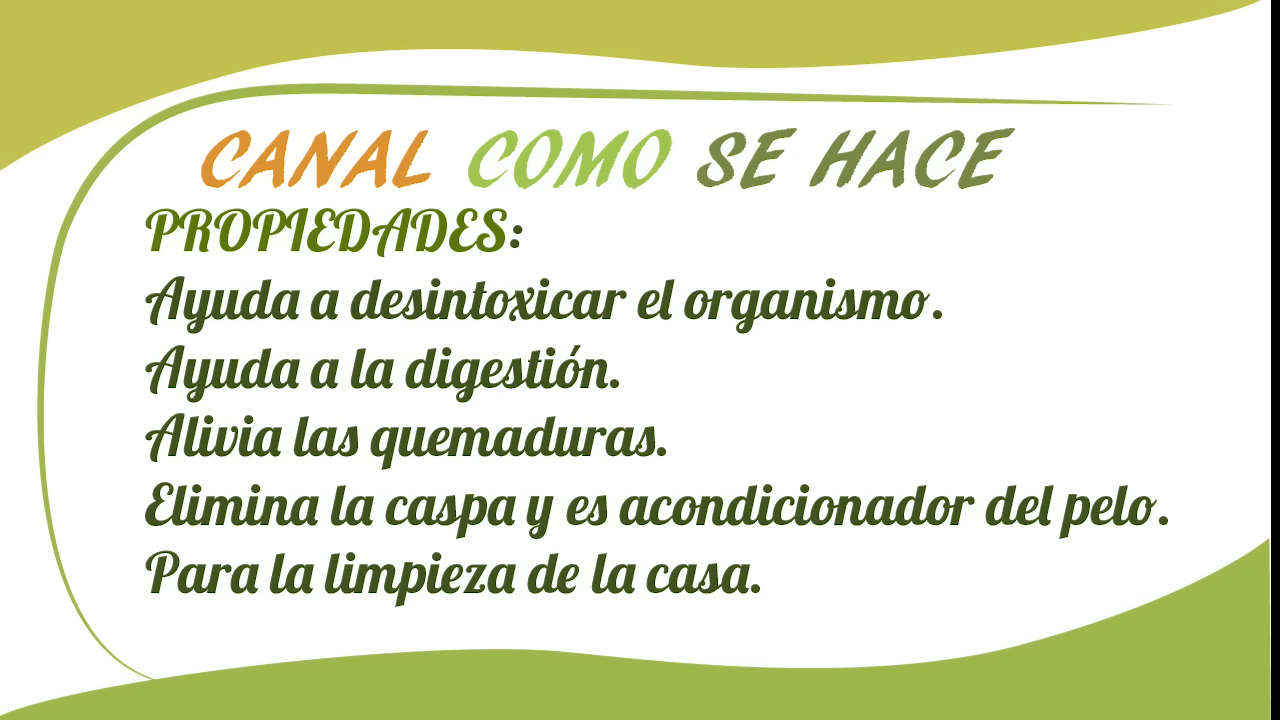 CANAL COMO SE HACE
PROPIEDADES:
Ayuda a desintoxicar el organismo.
Ayuda a la digestión.
Alivia las quemaduras.
Elimina la caspa y es acondicionador del pelo.
Para la limpieza de la casa.